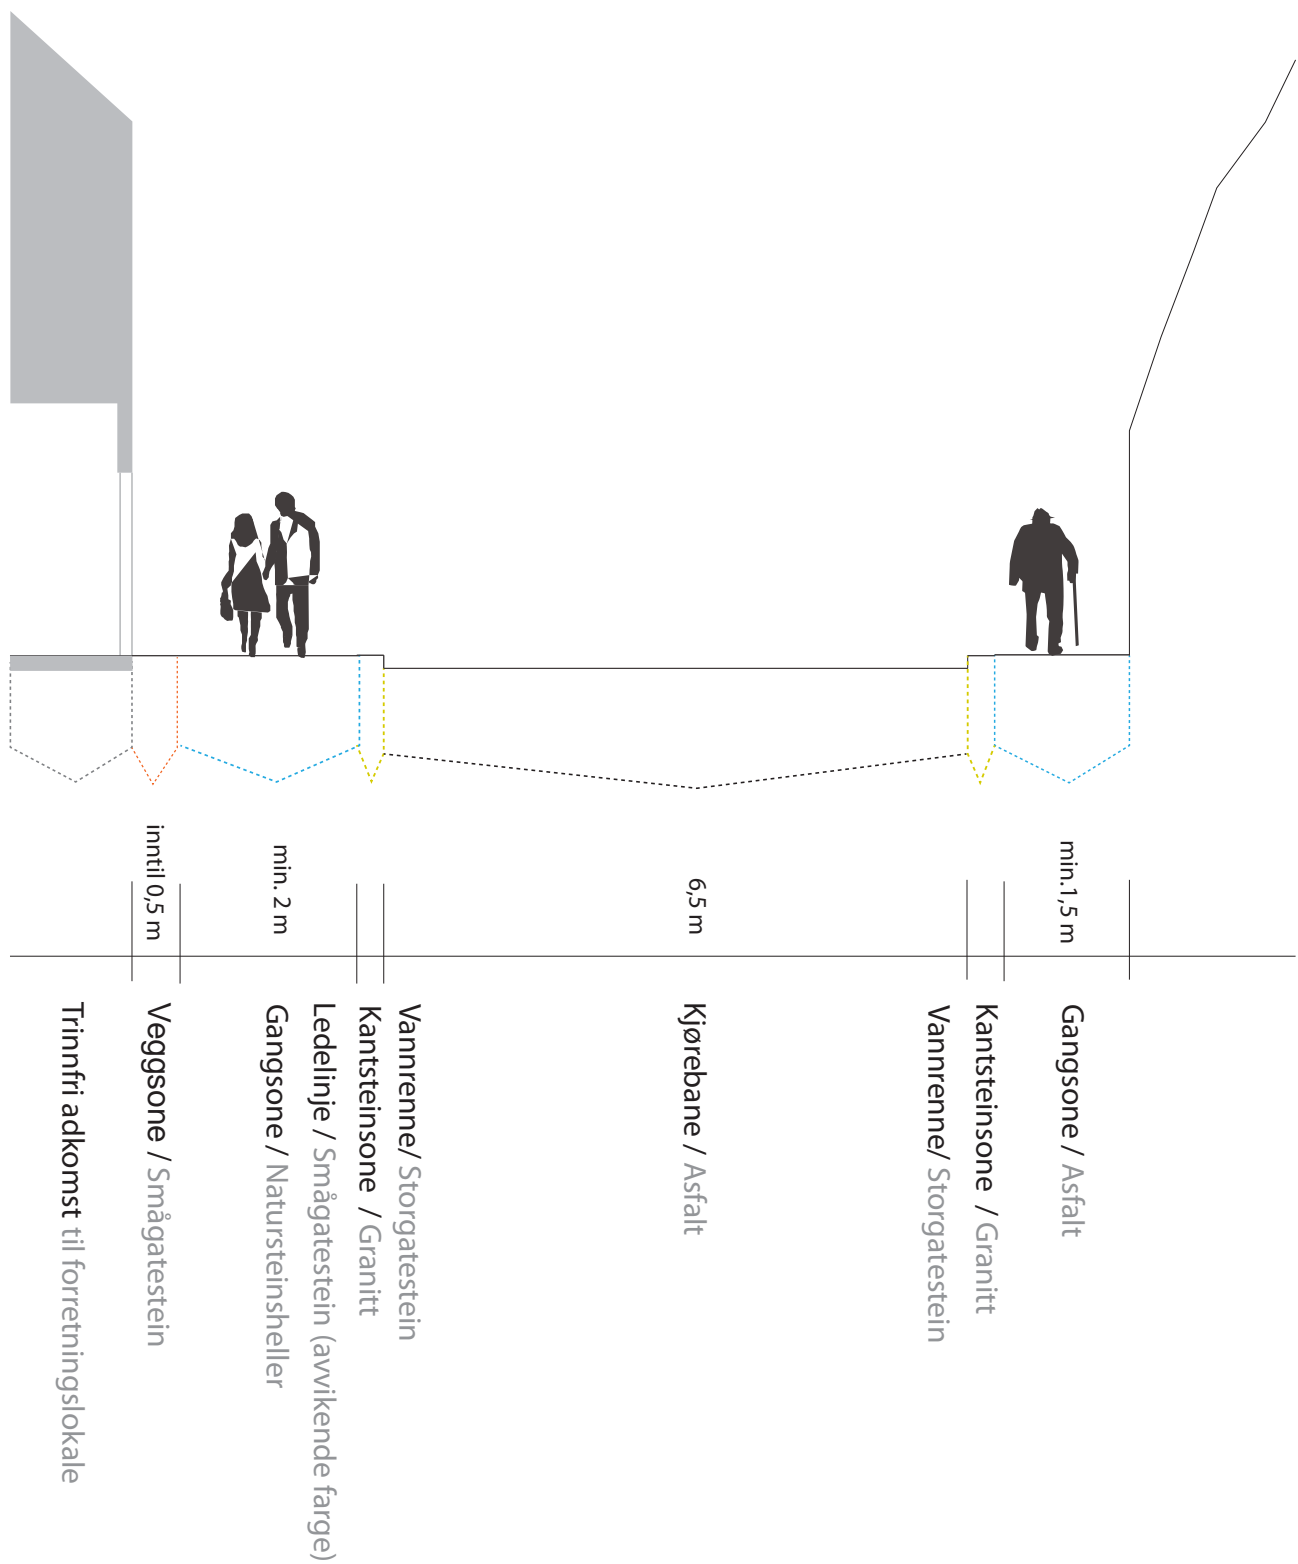 inntil 0,5 m
min. 2 m
6,5 m
min.1,5 m
Trinnfri adkomst til forretningslokale
Veggsone / Smågatestein
Gangsone / Natursteinsheller
Ledelinje / Smågatestein (avvikende farge)
Kantsteinsone / Granitt
Vannrenne/ Storgatestein
Kjørebane / Asfalt
Vannrenne/ Storgatestein
Kantsteinsone / Granitt
Gangsone / Asfalt